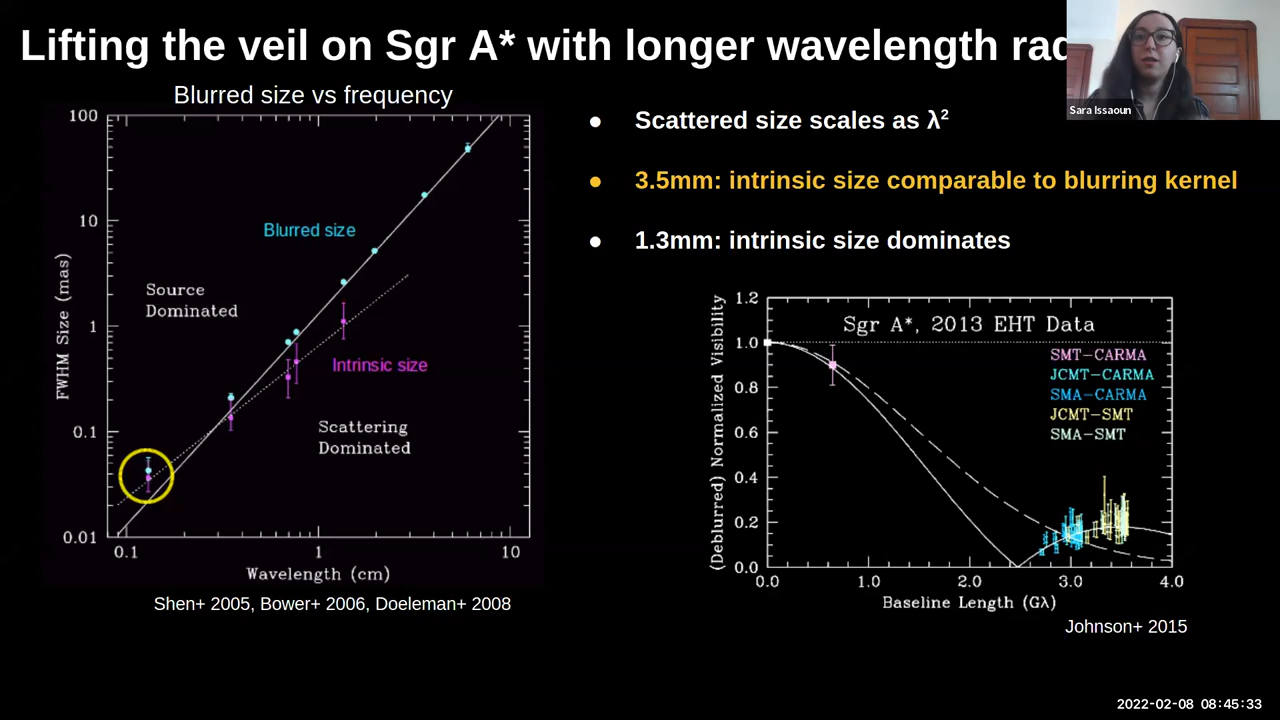 Lifting the veil on Sgr A* with longer wavelength rad
Sara Issaoun
Blurred size vs frequency
100
10
1
0.1
0.01
FWHM Size (mas)
Blurred size
Source
Dominated
Intrinsic size
Scattering
Dominated
0.1
1
10
Wavelength (cm)
Shen+ 2005, Bower+ 2006, Doeleman+ 2008
● Scattered size scales as λ²
● 3.5mm: intrinsic size comparable to blurring kernel
● 1.3mm: intrinsic size dominates
(Deblurred) Normalized Visibility
1.2
1.0
0.8
0.6
0.4
0.2
0.0
Sgr A*, 2013 EHT Data
SMT-CARMA
JCMT-CARMA
SMA-CARMA
JCMT-SMT
SMA-SMT
0.0
1.0
2.0
3.0
4.0
Baseline Length (Gλ)
Johnson+ 2015
2022-02-08 08:45:33